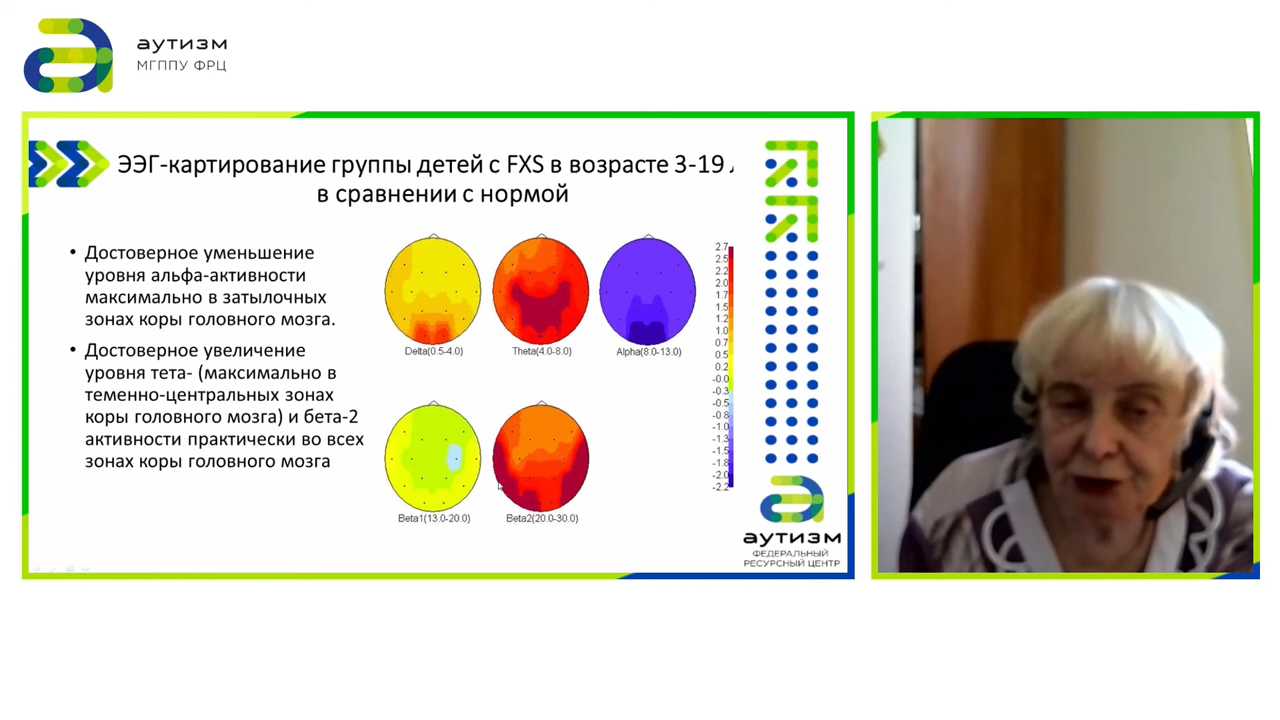 аутизм
МГППУ ФРЦ
ЭЭГ-картирование группы детей с FXS в возрасте 3-19
в сравнении с нормой
• Достоверное уменьшение
уровня альфа-активности
максимально в затылочных
зонах коры головного мозга.
• Достоверное увеличение
уровня тета- (максимально в
теменно-центральных зонах
коры головного мозга) и бета-2
активности практически во всех
зонах коры головного мозга
Delta(0.5-4.0)
Theta(4.0-8.0)
Alpha(8.0-13.0)
Beta1(13.0-20.0)
Beta2(20.0-30.0)
2.7
2.5
2.2
2.0
1.7
1.5
1.2
1.0
0.7
0.5
0.2
-0.0
-0.3
-0.5
-0.8
-1.0
-1.3
-1.5
-1.8
-2.0
-2.2
аутизм
ФЕДЕРАЛЬНЫЙ
РЕСУРСНЫЙ ЦЕНТР